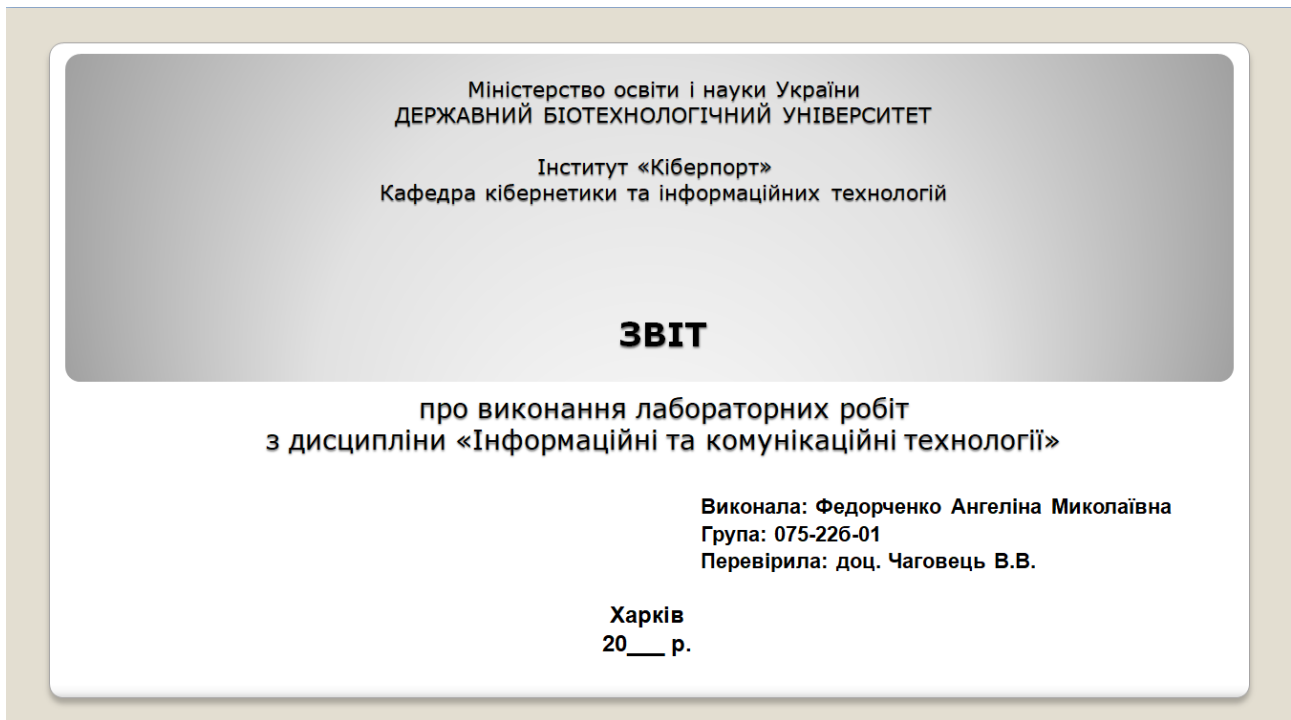 Міністерство освіти і науки України
ДЕРЖАВНИЙ БІОТЕХНОЛОГІЧНИЙ УНІВЕРСИТЕТ
Інститут «Кіберпорт»
Кафедра кібернетики та інформаційних технологій
ЗВІТ
про виконання лабораторних робіт
з дисципліни «Інформаційні та комунікаційні технології»
Виконала: Федорченко Ангеліна Миколаївна
Група: 075-22б-01
Перевірила: доц. Чаговець В.В.
Харків
20___ р.